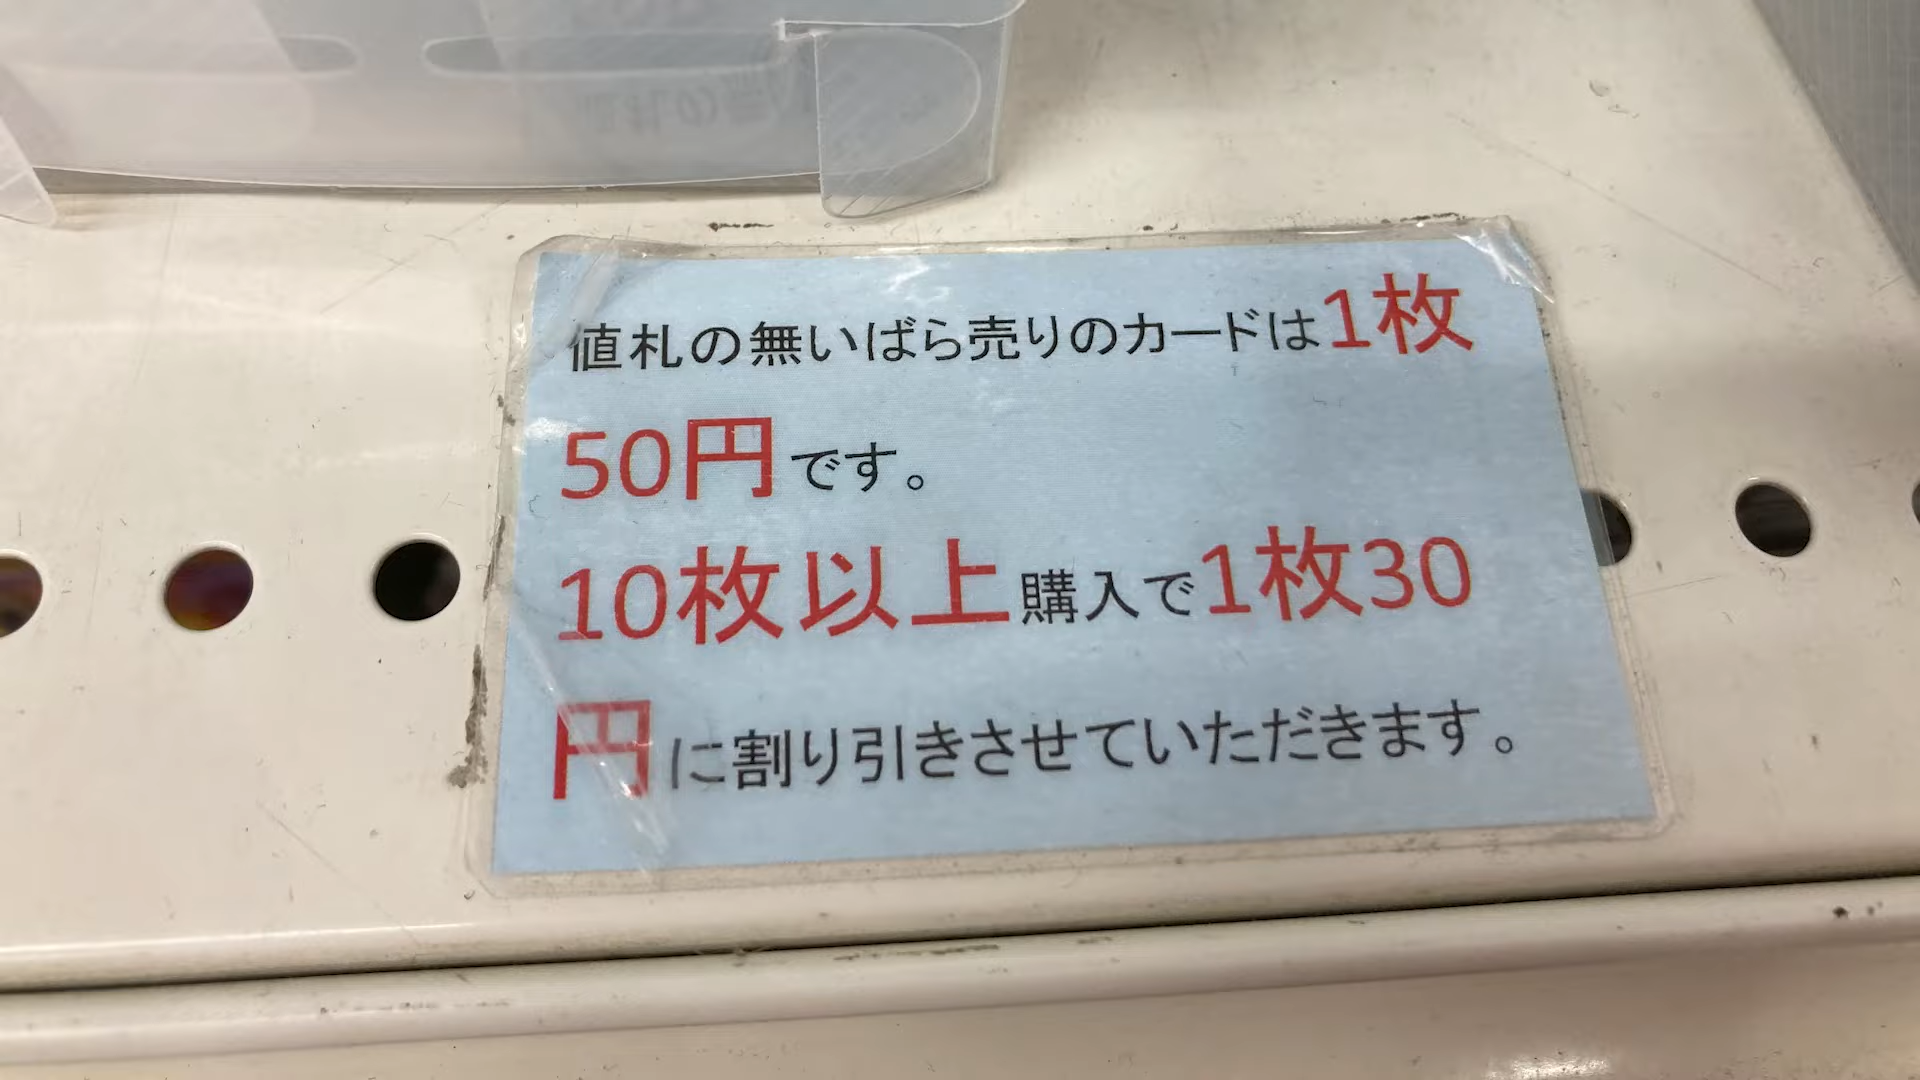 値札の無いばら売りのカードは1枚
50円です。
10枚以上購入で1枚30
円に割り引きさせていただきます。